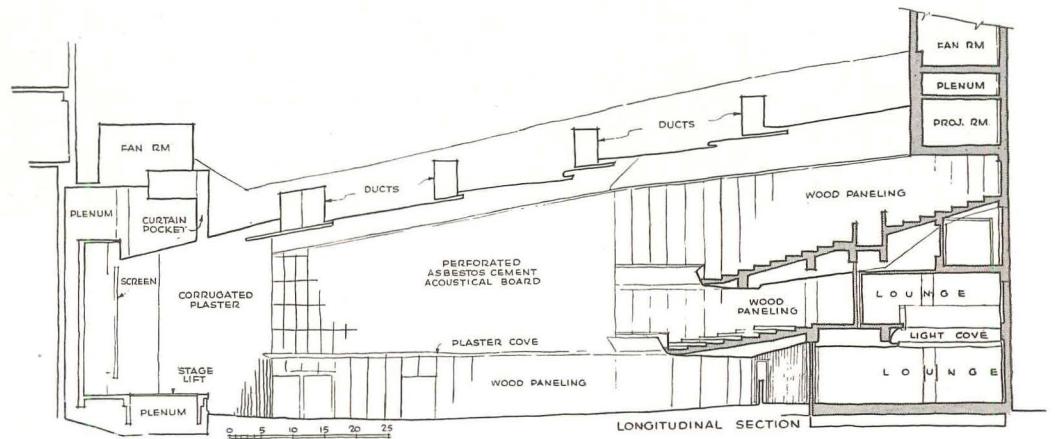 FAN RM
PLENUM
PROJ. RM.
DUCTS
FAN RM
DUCTS
WOOD PANELING
PLENUM
CURTAIN
POCKET
PERFORATED
ASBESTOS CEMENT
ACOUSTICAL BOARD
SCREEN
CORRUGATED
PLASTER
WOOD
PANELING
LOUNGE
PLASTER COVE
LIGHT COVE
STAGE
LIFT
WOOD PANELING
LOUNGE
PLENUM
0 5 10 15 20 25
LONGITUDINAL SECTION